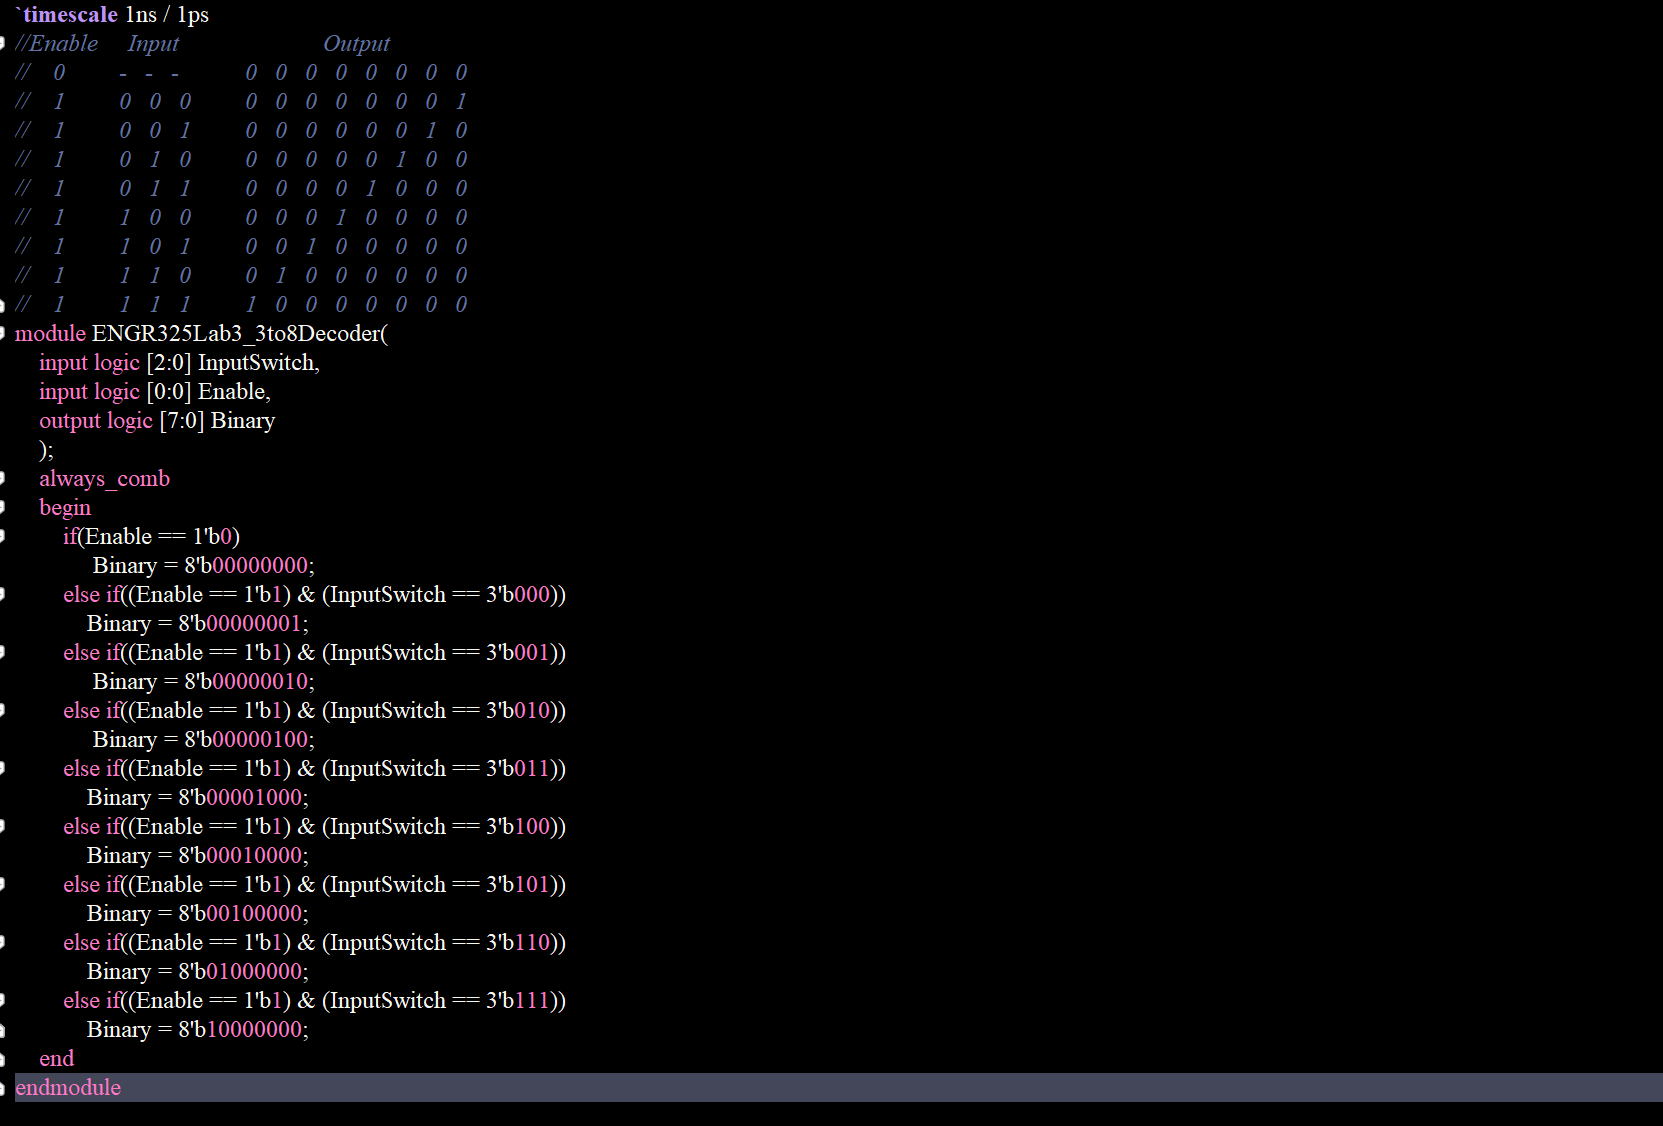 `timescale 1ns / 1ps
//Enable Input Output
// 0 - - - 0 0 0 0 0 0 0 0
// 1 0 0 0 0 0 0 0 0 0 0 1
// 1 0 0 1 0 0 0 0 0 0 1 0
// 1 0 1 0 0 0 0 0 0 1 0 0
// 1 0 1 1 0 0 0 0 1 0 0 0
// 1 1 0 0 0 0 0 1 0 0 0 0
// 1 1 0 1 0 0 1 0 0 0 0 0
// 1 1 1 0 0 1 0 0 0 0 0 0
// 1 1 1 1 1 0 0 0 0 0 0 0
module ENGR325Lab3_3to8Decoder(
input logic [2:0] InputSwitch,
input logic [0:0] Enable,
output logic [7:0] Binary
);
always_comb
begin
if(Enable == 1'b0)
Binary = 8'b00000000;
else if((Enable == 1'b1) & (InputSwitch == 3'b000))
Binary = 8'b00000001;
else if((Enable == 1'b1) & (InputSwitch == 3'b001))
Binary = 8'b00000010;
else if((Enable == 1'b1) & (InputSwitch == 3'b010))
Binary = 8'b00000100;
else if((Enable == 1'b1) & (InputSwitch == 3'b011))
Binary = 8'b00001000;
else if((Enable == 1'b1) & (InputSwitch == 3'b100))
Binary = 8'b00010000;
else if((Enable == 1'b1) & (InputSwitch == 3'b101))
Binary = 8'b00100000;
else if((Enable == 1'b1) & (InputSwitch == 3'b110))
Binary = 8'b01000000;
else if((Enable == 1'b1) & (InputSwitch == 3'b111))
Binary = 8'b10000000;
end
endmodule